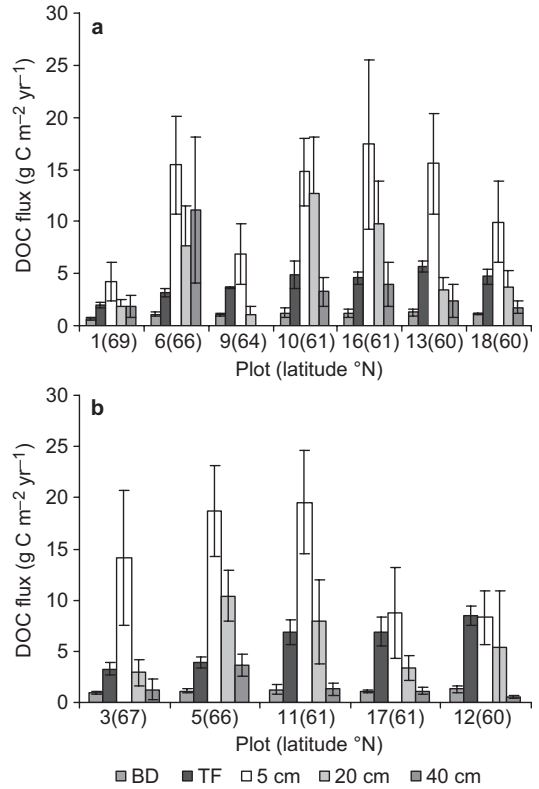 a
DOC flux (g C m⁻² yr⁻¹)
30
25
20
15
10
5
0
1(69) 6(66) 9(64) 10(61) 16(61) 13(60) 18(60)
Plot (latitude °N)
b
DOC flux (g C m⁻² yr⁻¹)
30
25
20
15
10
5
0
3(67) 5(66) 11(61) 17(61) 12(60)
Plot (latitude °N)
BD TF 5 cm 20 cm 40 cm